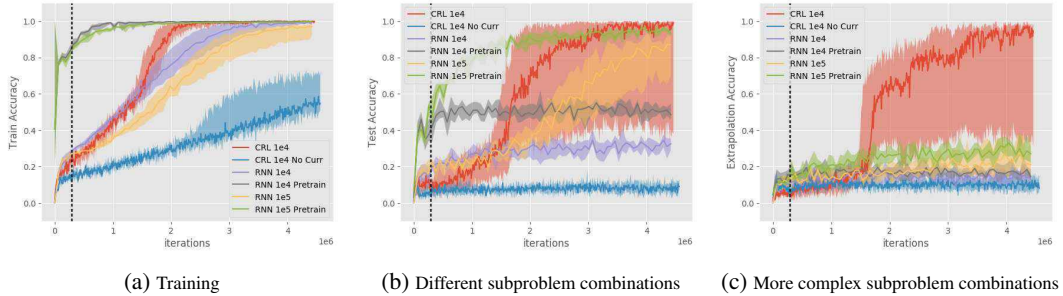 1.0
0.8
0.6
0.4
0.2
0.0
Train Accuracy
CRL 1e4
CRL 1e4 No Curr
RNN 1e4
RNN 1e4 Pretrain
RNN 1e5
RNN 1e5 Pretrain
0 1 2 3 4
iterations
1e6
(a) Training
1.0
0.8
0.6
0.4
0.2
0.0
Test Accuracy
CRL 1e4
CRL 1e4 No Curr
RNN 1e4
RNN 1e4 Pretrain
RNN 1e5
RNN 1e5 Pretrain
0 1 2 3 4
iterations
1e6
(b) Different subproblem combinations
1.0
0.8
0.6
0.4
0.2
0.0
Extrapolation Accuracy
CRL 1e4
CRL 1e4 No Curr
RNN 1e4
RNN 1e4 Pretrain
RNN 1e5
RNN 1e5 Pretrain
0 1 2 3 4
iterations
1e6
(c) More complex subproblem combinations